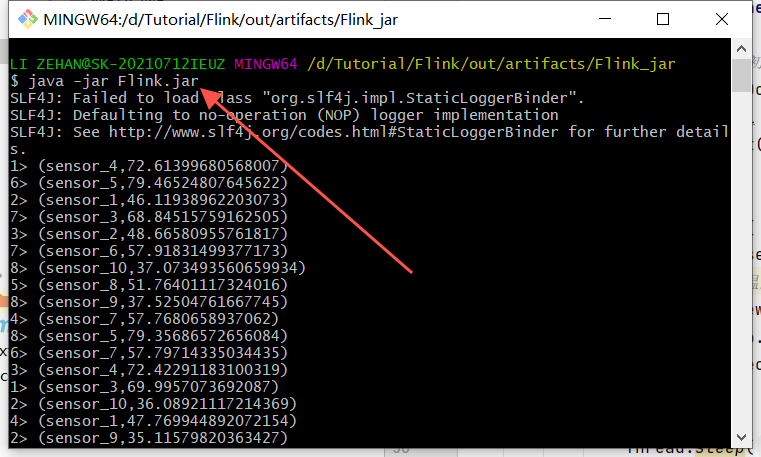 MINGW64:/d/Tutorial/Flink/out/artifacts/Flink_jar
LI ZEHAN@SK-20210712IEUZ MINGW64 /d/Tutorial/Flink/out/artifacts/Flink_jar
$ java -jar Flink.jar
SLF4J: Failed to load class "org.slf4j.impl.StaticLoggerBinder".
SLF4J: Defaulting to no-operation (NOP) logger implementation
SLF4J: See http://www.slf4j.org/codes.html#StaticLoggerBinder for further detail
s.
1> (sensor_4,72.61399680568007)
6> (sensor_5,79.46524807645622)
2> (sensor_1,46.11938962203073)
7> (sensor_3,68.84515759162505)
3> (sensor_2,48.66580955761817)
7> (sensor_6,57.91831499377173)
8> (sensor_10,37.073493560659934)
5> (sensor_8,51.76401117324016)
8> (sensor_9,37.52504761667745)
4> (sensor_7,57.7680658937062)
8> (sensor_5,79.35686572656084)
6> (sensor_7,57.79714335034435)
3> (sensor_4,72.42291183100319)
1> (sensor_3,69.9957073692087)
2> (sensor_10,36.08921117214369)
4> (sensor_1,47.769944892072154)
2> (sensor_9,35.11579820363427)
Thread.sleep(